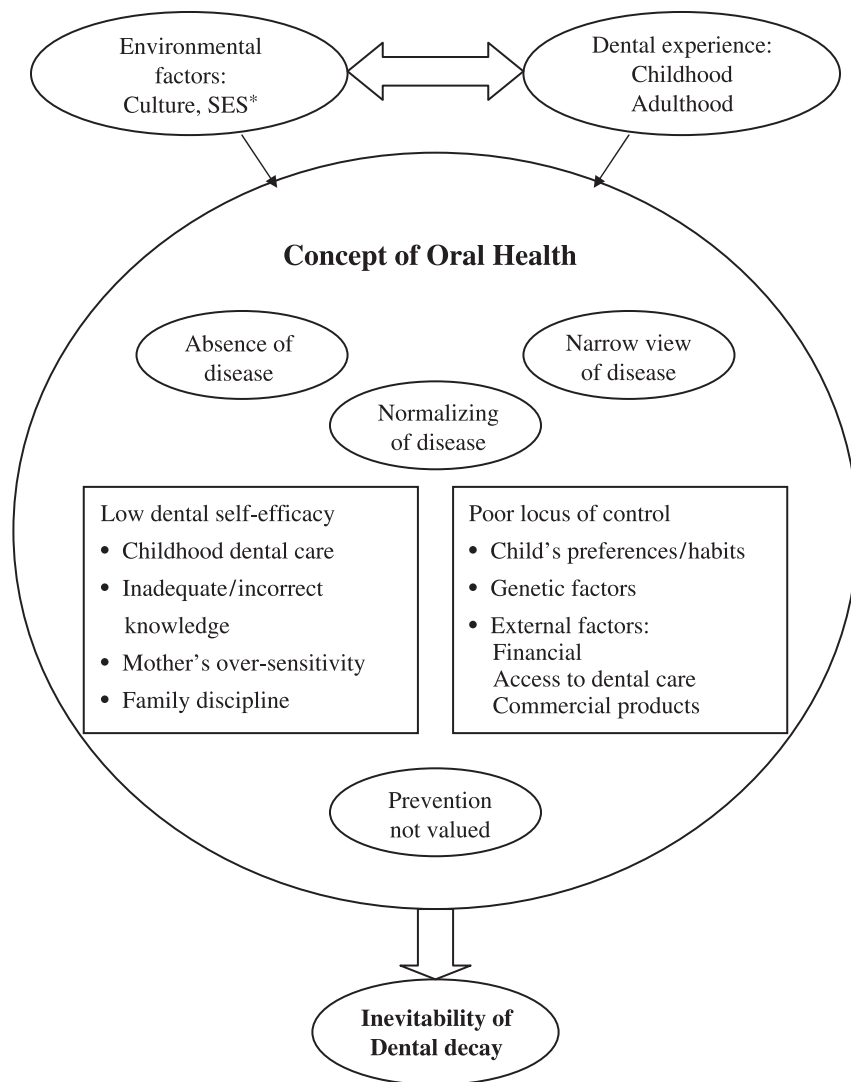 Environmental
factors:
Culture, SES*
Dental experience:
Childhood
Adulthood
Concept of Oral Health
Absence of
disease
Narrow view
of disease
Normalizing
of disease
Low dental self-efficacy
• Childhood dental care
• Inadequate/incorrect
knowledge
• Mother's over-sensitivity
• Family discipline
Poor locus of control
• Child's preferences/habits
• Genetic factors
• External factors:
Financial
Access to dental care
Commercial products
Prevention
not valued
Inevitability of
Dental decay